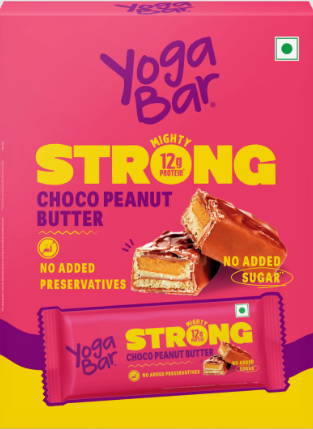 Yoga
Bar
MIGHTY
STRONG
12g
PROTEIN
CHOCO PEANUT
BUTTER
NO ADDED
PRESERVATIVES
NO ADDED
SUGAR**
Yoga
Bar
STRONG
12g
CHOCO PEANUT BUTTER
NO ADDED PRESERVATIVES
NO ADDED
SUGAR